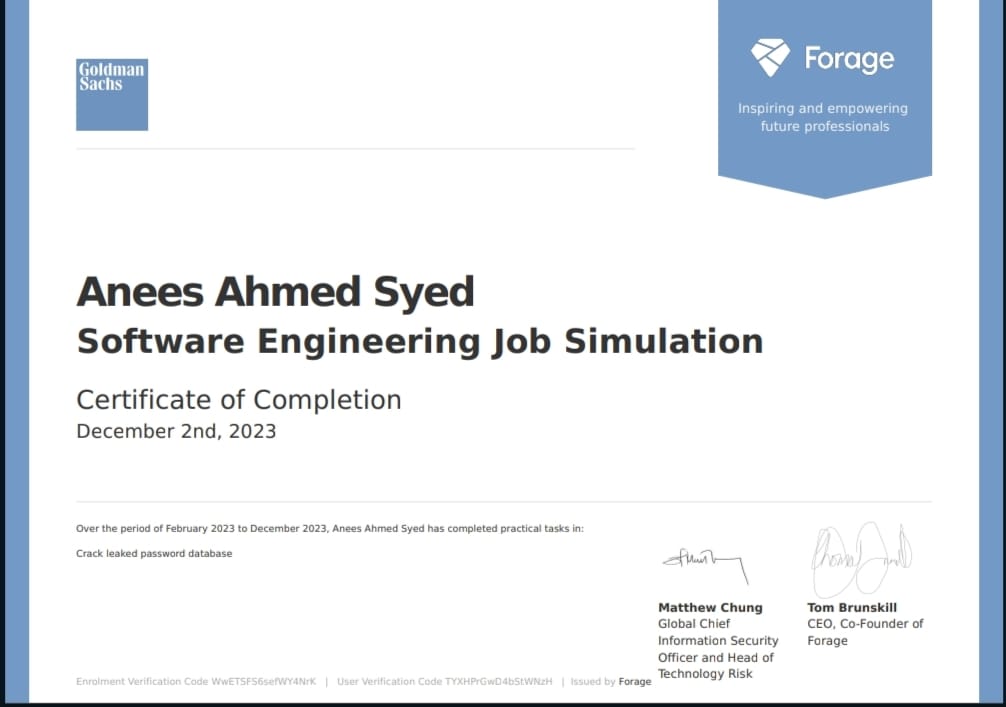 Goldman
Sachs
Forage
Inspiring and empowering
future professionals
Anees Ahmed Syed
Software Engineering Job Simulation
Certificate of Completion
December 2nd, 2023
Over the period of February 2023 to December 2023, Anees Ahmed Syed has completed practical tasks in:
Crack leaked password database
Matthew Chung
Global Chief
Information Security
Officer and Head of
Technology Risk
Tom Brunskill
CEO, Co-Founder of
Forage
Enrolment Verification Code WwETSFS6sefWY4NrK | User Verification Code TYXHPrGwD4bStWNzH | Issued by Forage